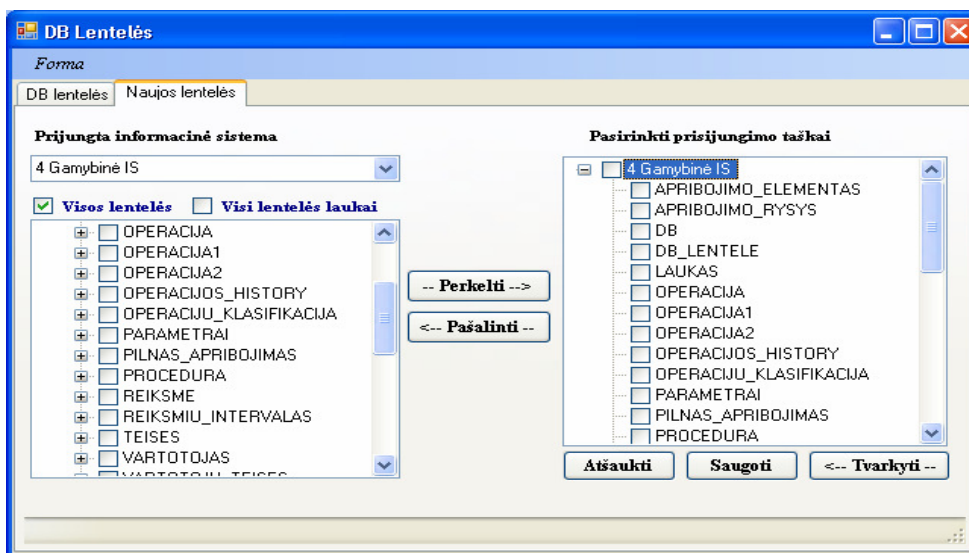 DB Lentelės
Forma
DB lentelės
Naujos lentelės
Prijungta informacinė sistema
4 Gamybinė IS
Visos lentelės
Visi lentelės laukai
OPERACIJA
OPERACIJA1
OPERACIJA2
OPERACIJOS_HISTORY
OPERACIJU_KLASIFIKACIJA
PARAMETRAI
PILNAS_APRIBOJIMAS
PROCEDURA
REIKSME
REIKSMIU_INTERVALAS
TEISES
VARTOTOJAS
VARTOTOJU_TEISES
-- Perkelti -->
<-- Pašalinti --
Pasirinkti prisijungimo taškai
4 Gamybinė IS
APRIBOJIMO_ELEMENTAS
APRIBOJIMO_RYSYS
DB
DB_LENTELE
LAUKAS
OPERACIJA
OPERACIJA1
OPERACIJA2
OPERACIJOS_HISTORY
OPERACIJU_KLASIFIKACIJA
PARAMETRAI
PILNAS_APRIBOJIMAS
PROCEDURA
Atšaukti
Saugoti
<-- Tvarkyti --